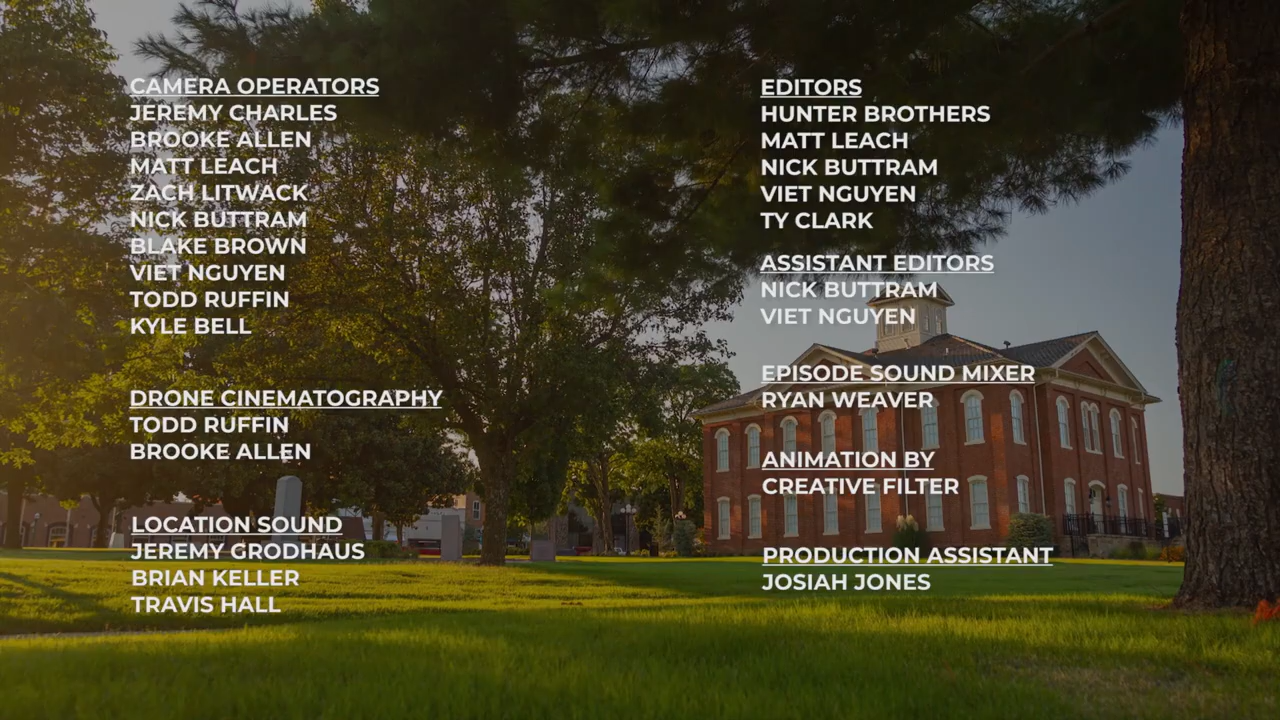 CAMERA OPERATORS
JEREMY CHARLES
BROOKE ALLEN
MATT LEACH
ZACH LITWACK
NICK BUTTRAM
BLAKE BROWN
VIET NGUYEN
TODD RUFFIN
KYLE BELL
DRONE CINEMATOGRAPHY
TODD RUFFIN
BROOKE ALLEN
LOCATION SOUND
JEREMY GRODHAUS
BRIAN KELLER
TRAVIS HALL
EDITORS
HUNTER BROTHERS
MATT LEACH
NICK BUTTRAM
VIET NGUYEN
TY CLARK
ASSISTANT EDITORS
NICK BUTTRAM
VIET NGUYEN
EPISODE SOUND MIXER
RYAN WEAVER
ANIMATION BY
CREATIVE FILTER
PRODUCTION ASSISTANT
JOSIAH JONES